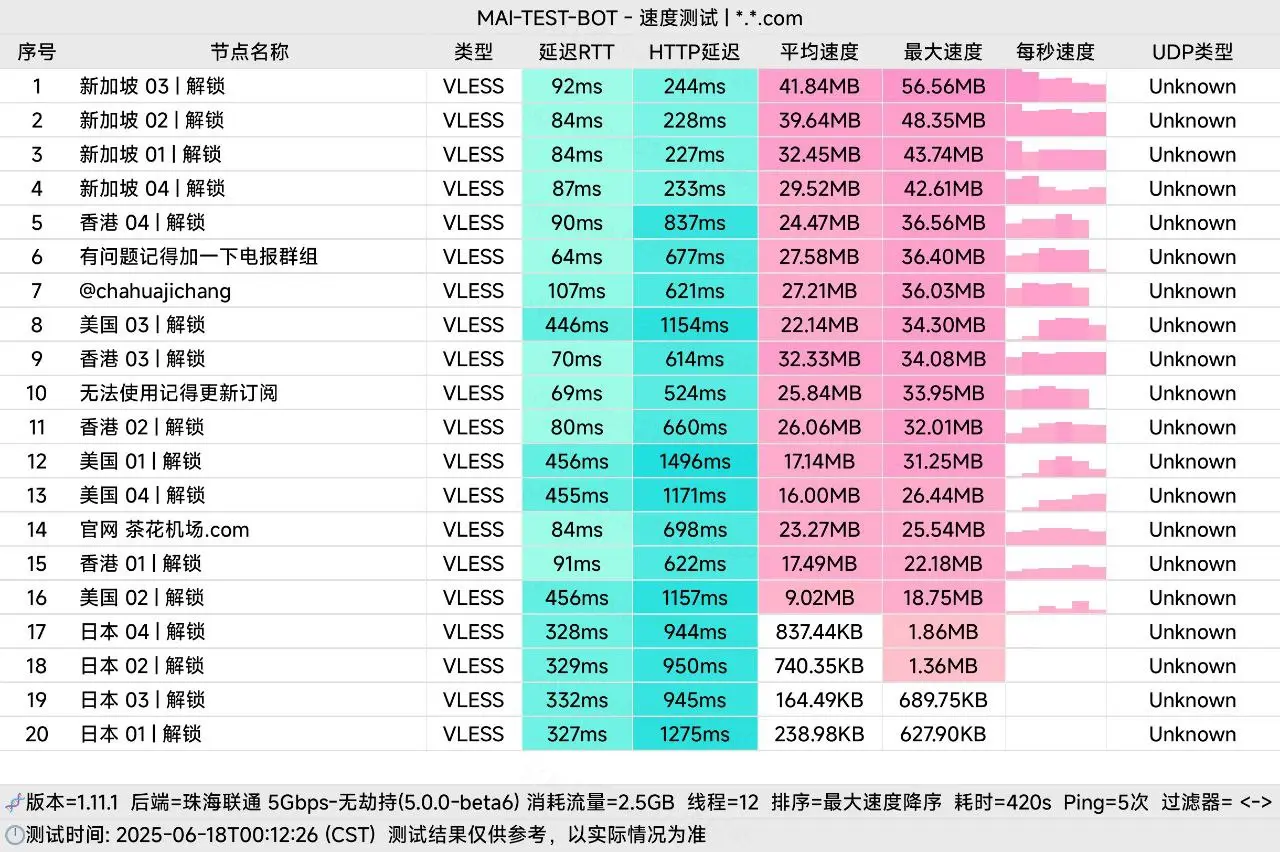 MAI-TEST-BOT - 速度测试 | *.*.com
序号 节点名称 类型 延迟RTT HTTP延迟 平均速度 最大速度 每秒速度 UDP类型
1 新加坡 03 | 解锁 VLESS 92ms 244ms 41.84MB 56.56MB Unknown
2 新加坡 02 | 解锁 VLESS 84ms 228ms 39.64MB 48.35MB Unknown
3 新加坡 01 | 解锁 VLESS 84ms 227ms 32.45MB 43.74MB Unknown
4 新加坡 04 | 解锁 VLESS 87ms 233ms 29.52MB 42.61MB Unknown
5 香港 04 | 解锁 VLESS 90ms 837ms 24.47MB 36.56MB Unknown
6 有问题记得加一下电报群组 VLESS 64ms 677ms 27.58MB 36.40MB Unknown
7 @chahuajichang VLESS 107ms 621ms 27.21MB 36.03MB Unknown
8 美国 03 | 解锁 VLESS 446ms 1154ms 22.14MB 34.30MB Unknown
9 香港 03 | 解锁 VLESS 70ms 614ms 32.33MB 34.08MB Unknown
10 无法使用记得更新订阅 VLESS 69ms 524ms 25.84MB 33.95MB Unknown
11 香港 02 | 解锁 VLESS 80ms 660ms 26.06MB 32.01MB Unknown
12 美国 01 | 解锁 VLESS 456ms 1496ms 17.14MB 31.25MB Unknown
13 美国 04 | 解锁 VLESS 455ms 1171ms 16.00MB 26.44MB Unknown
14 官网 茶花机场.com VLESS 84ms 698ms 23.27MB 25.54MB Unknown
15 香港 01 | 解锁 VLESS 91ms 622ms 17.49MB 22.18MB Unknown
16 美国 02 | 解锁 VLESS 456ms 1157ms 9.02MB 18.75MB Unknown
17 日本 04 | 解锁 VLESS 328ms 944ms 837.44KB 1.86MB Unknown
18 日本 02 | 解锁 VLESS 329ms 950ms 740.35KB 1.36MB Unknown
19 日本 03 | 解锁 VLESS 332ms 945ms 164.49KB 689.75KB Unknown
20 日本 01 | 解锁 VLESS 327ms 1275ms 238.98KB 627.90KB Unknown
版本=1.11.1 后端=珠海联通 5Gbps-无劫持(5.0.0-beta6) 消耗流量=2.5GB 线程=12 排序=最大速度降序 耗时=420s Ping=5次 过滤器= <->
测试时间: 2025-06-18T00:12:26 (CST) 测试结果仅供参考，以实际情况为准